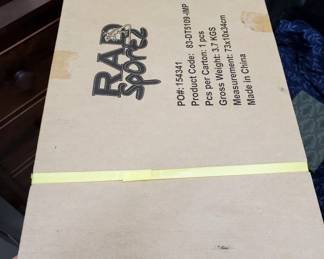 RAD
SPORTZ
PO#: 154341
Product Code: 83-DT5109-IMP
Pcs per Carton: 1 pcs
Gross Weight: 3.7 KGS
Measurement: 73x10x34cm
Made in China